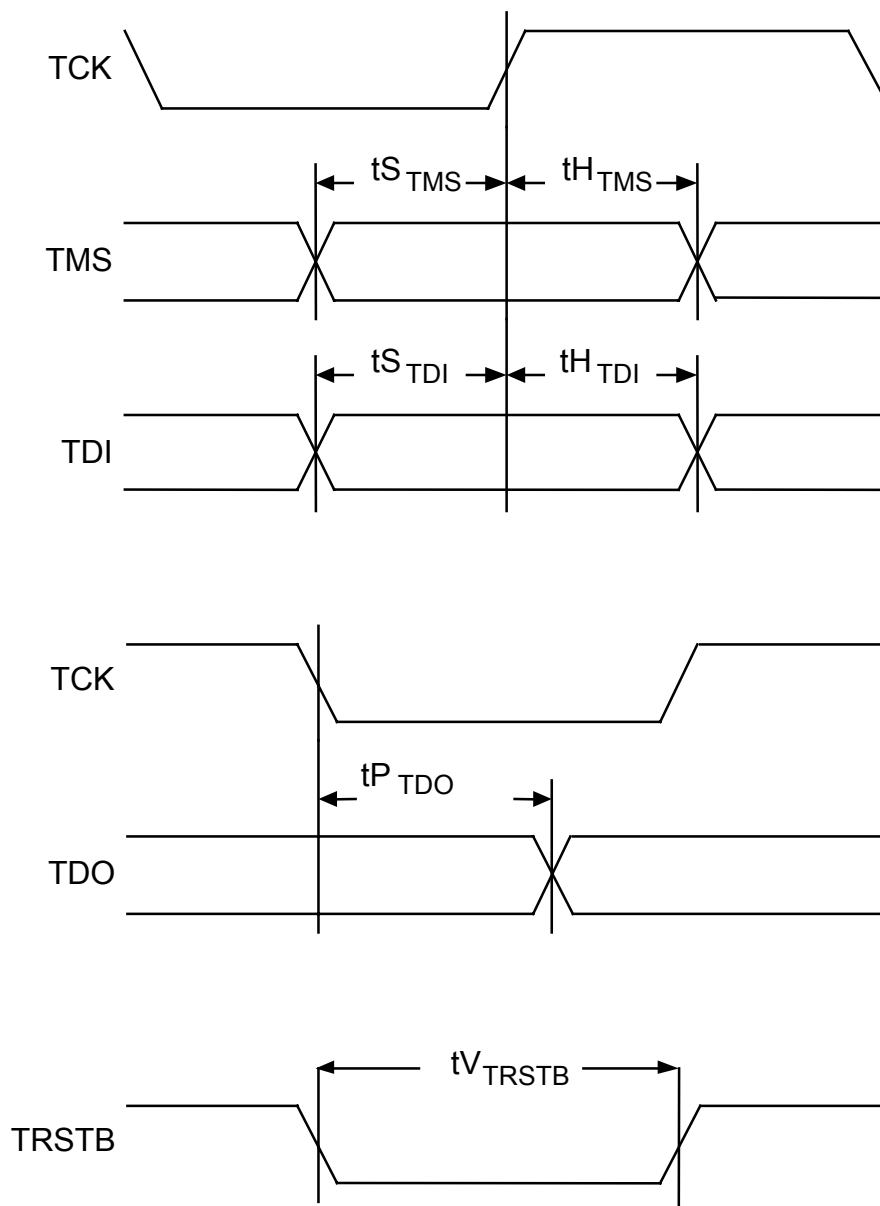 TCK
tS TMS tH TMS
TMS
tS TDI tH TDI
TDI
TCK
tP TDO
TDO
tV TRSTB
TRSTB